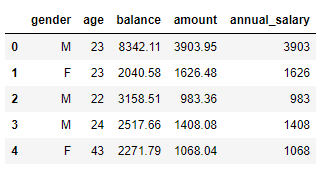 gender age balance amount annual_salary
0 M 23 8342.11 3903.95 3903
1 F 23 2040.58 1626.48 1626
2 M 22 3158.51 983.36 983
3 M 24 2517.66 1408.08 1408
4 F 43 2271.79 1068.04 1068